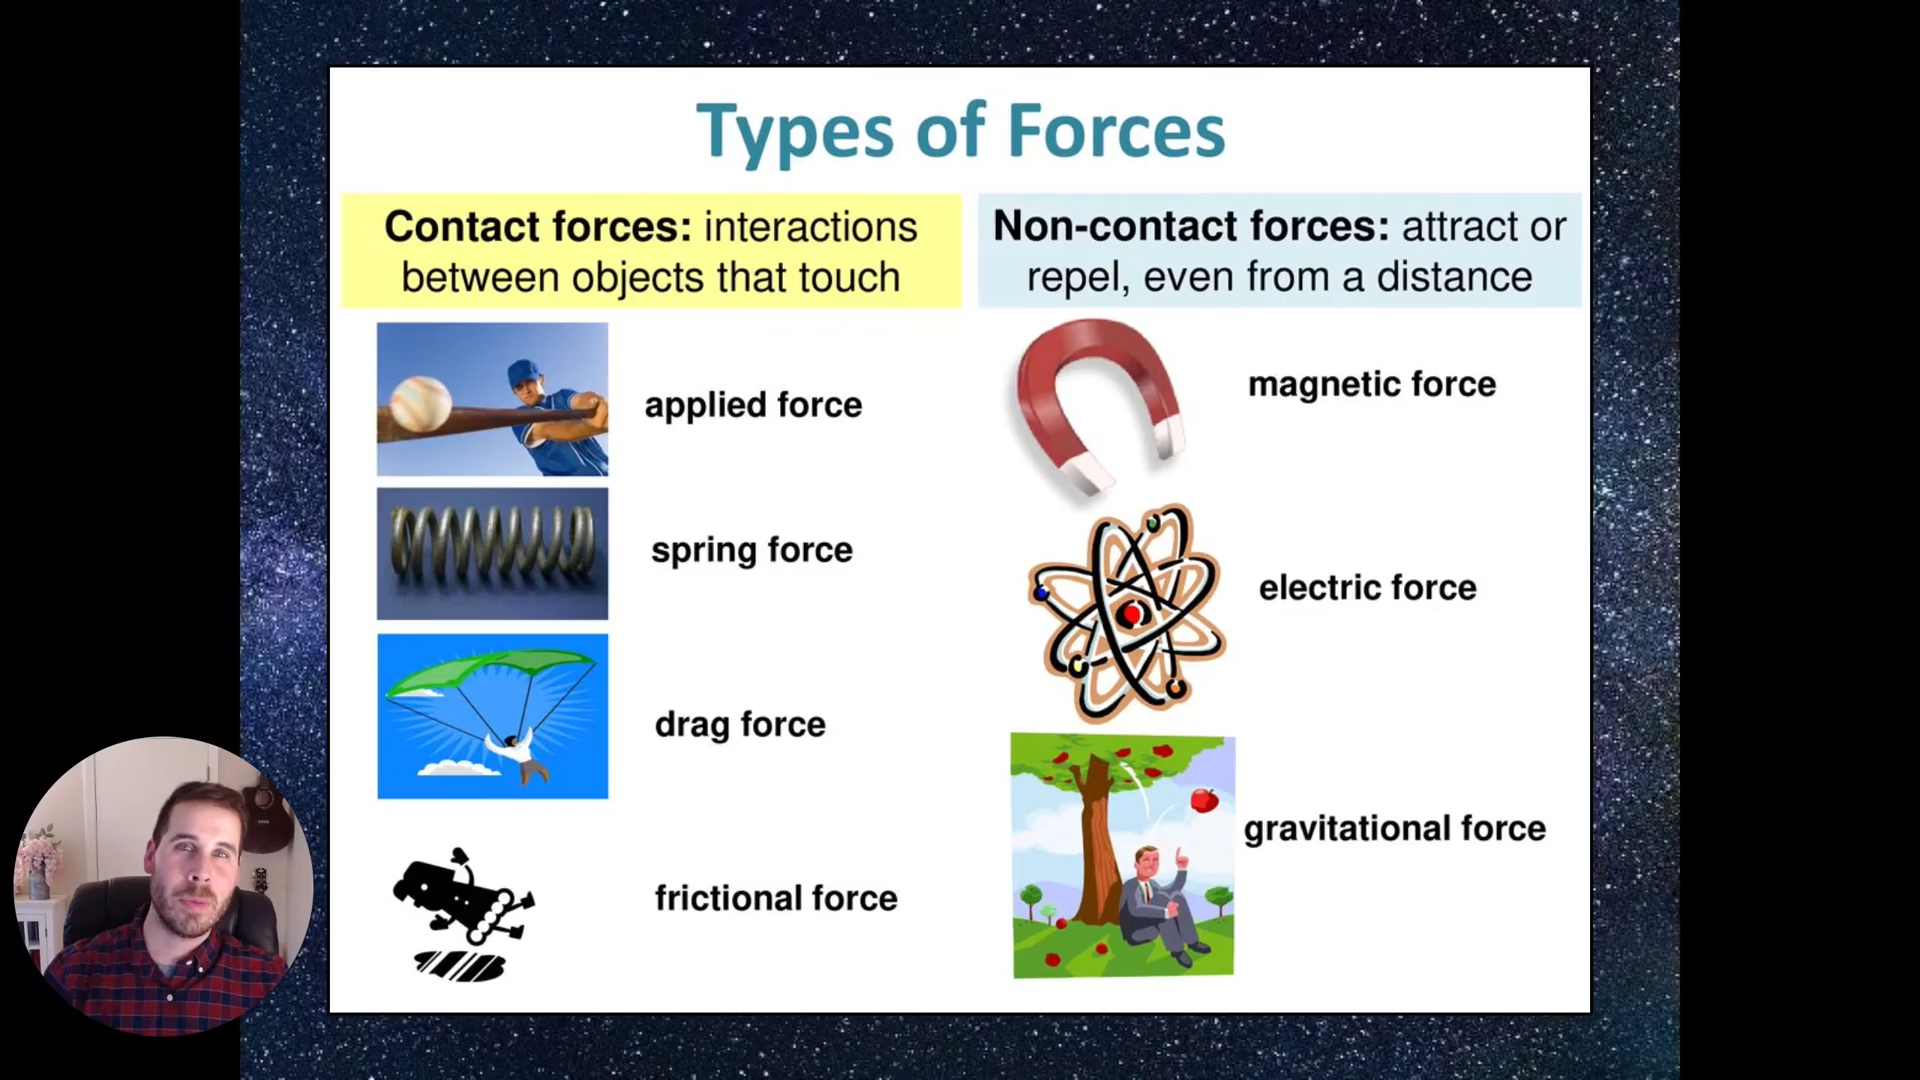 Types of Forces
Contact forces: interactions
between objects that touch
Non-contact forces: attract or
repel, even from a distance
applied force
spring force
drag force
frictional force
magnetic force
electric force
gravitational force